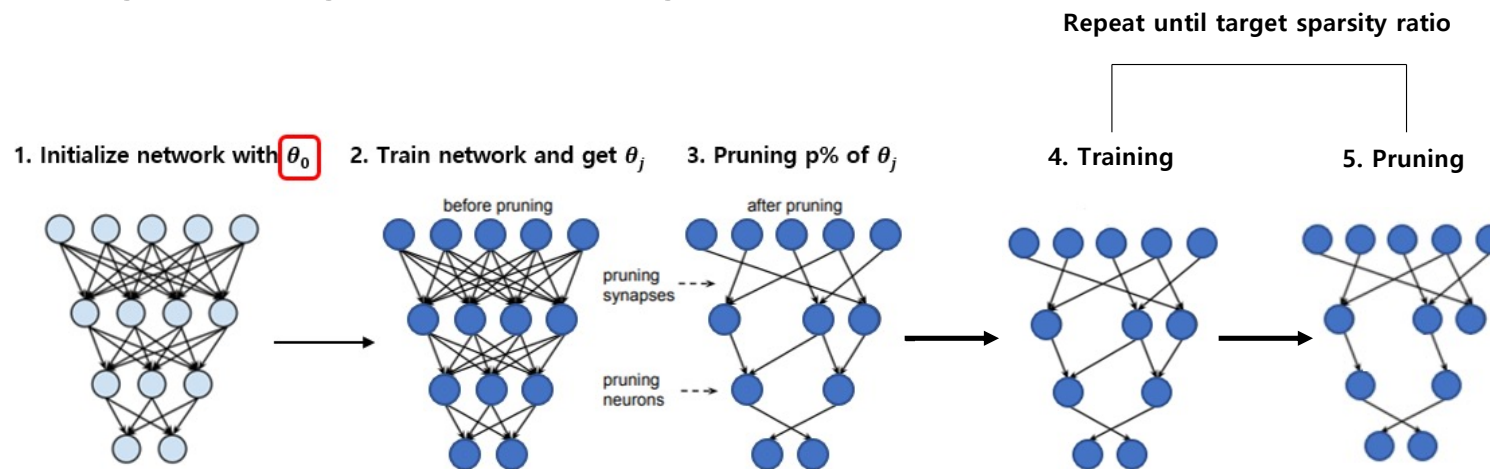 Repeat until target sparsity ratio
1. Initialize network with θ₀
2. Train network and get θⱼ
3. Pruning p% of θⱼ
4. Training
5. Pruning
before pruning
after pruning
pruning
synapses
pruning
neurons